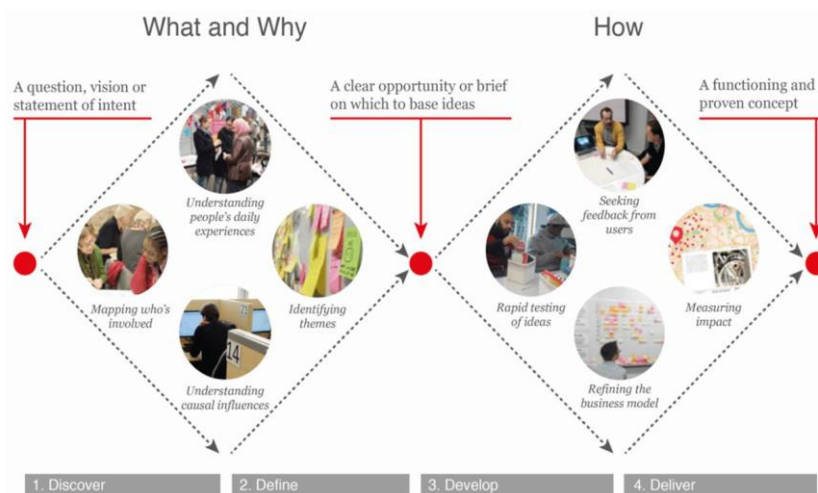 What and Why
How
A question, vision or
statement of intent
A clear opportunity or brief
on which to base ideas
A functioning and
proven concept
Understanding
people's daily
experiences
Seeking
feedback from
users
Mapping who's
involved
Identifying
themes
Rapid testing
of ideas
Measuring
impact
21
14
Understanding
causal influences
Refining the
business model
1. Discover
2. Define
3. Develop
4. Deliver